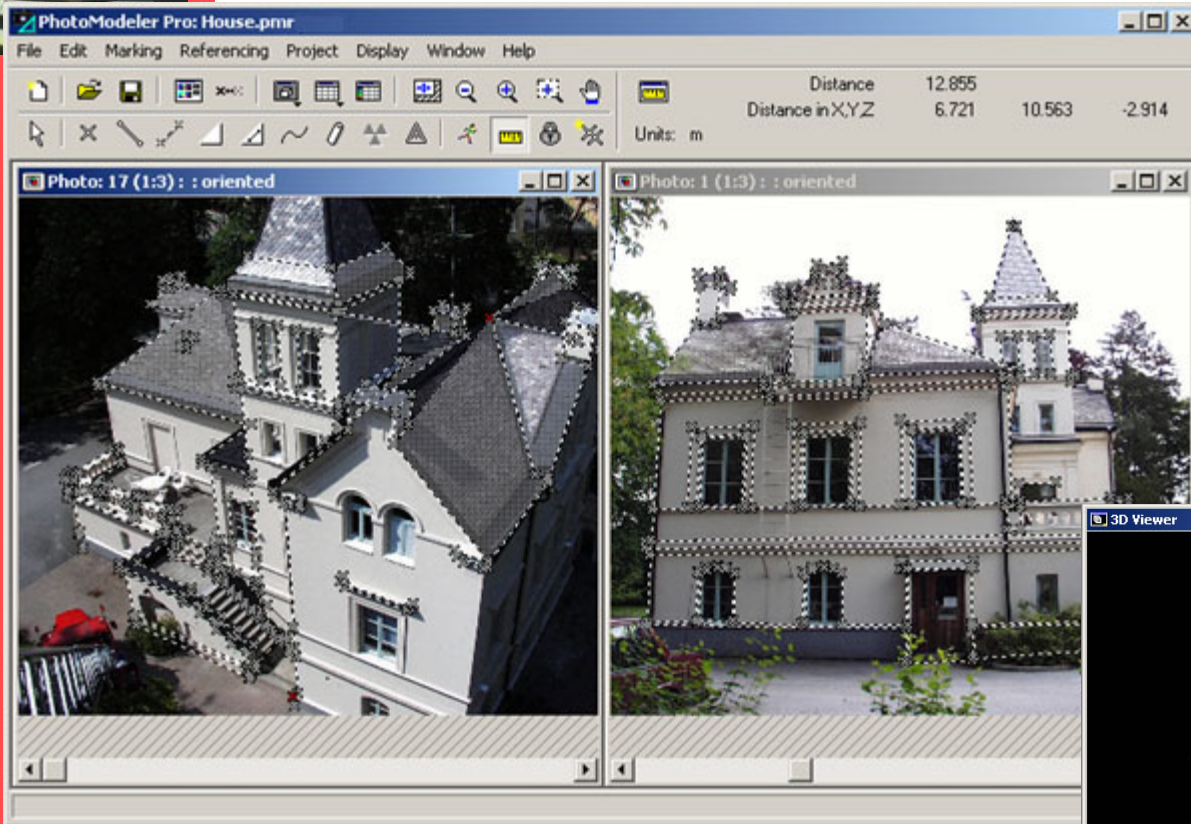 PhotoModeler Pro: House.pmr
File Edit Marking Referencing Project Display Window Help
Distance 12.855
Distance in X,Y,Z 6.721 10.563 -2.914
Units: m
Photo: 17 (1:3) : : oriented
Photo: 1 (1:3) : : oriented
3D Viewer